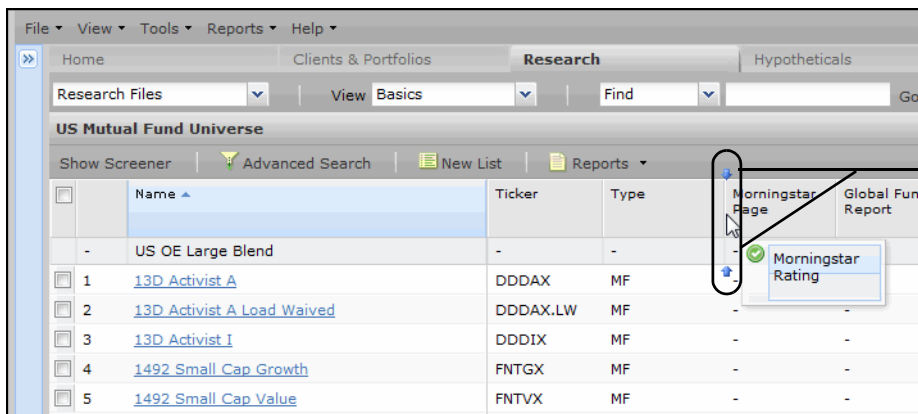 File View Tools Reports Help
Home Clients & Portfolios Research Hypotheticals
Research Files View Basics Find Go
US Mutual Fund Universe
Show Screener Advanced Search New List Reports
Name Ticker Type Morningstar Global Fun
Page Report
- US OE Large Blend - - -
Morningstar
Rating
1 13D Activist A DDDAX MF -
2 13D Activist A Load Waived DDDAX.LW MF - -
3 13D Activist I DDDIX MF - -
4 1492 Small Cap Growth FNTGX MF - -
5 1492 Small Cap Value FNTVX MF - -